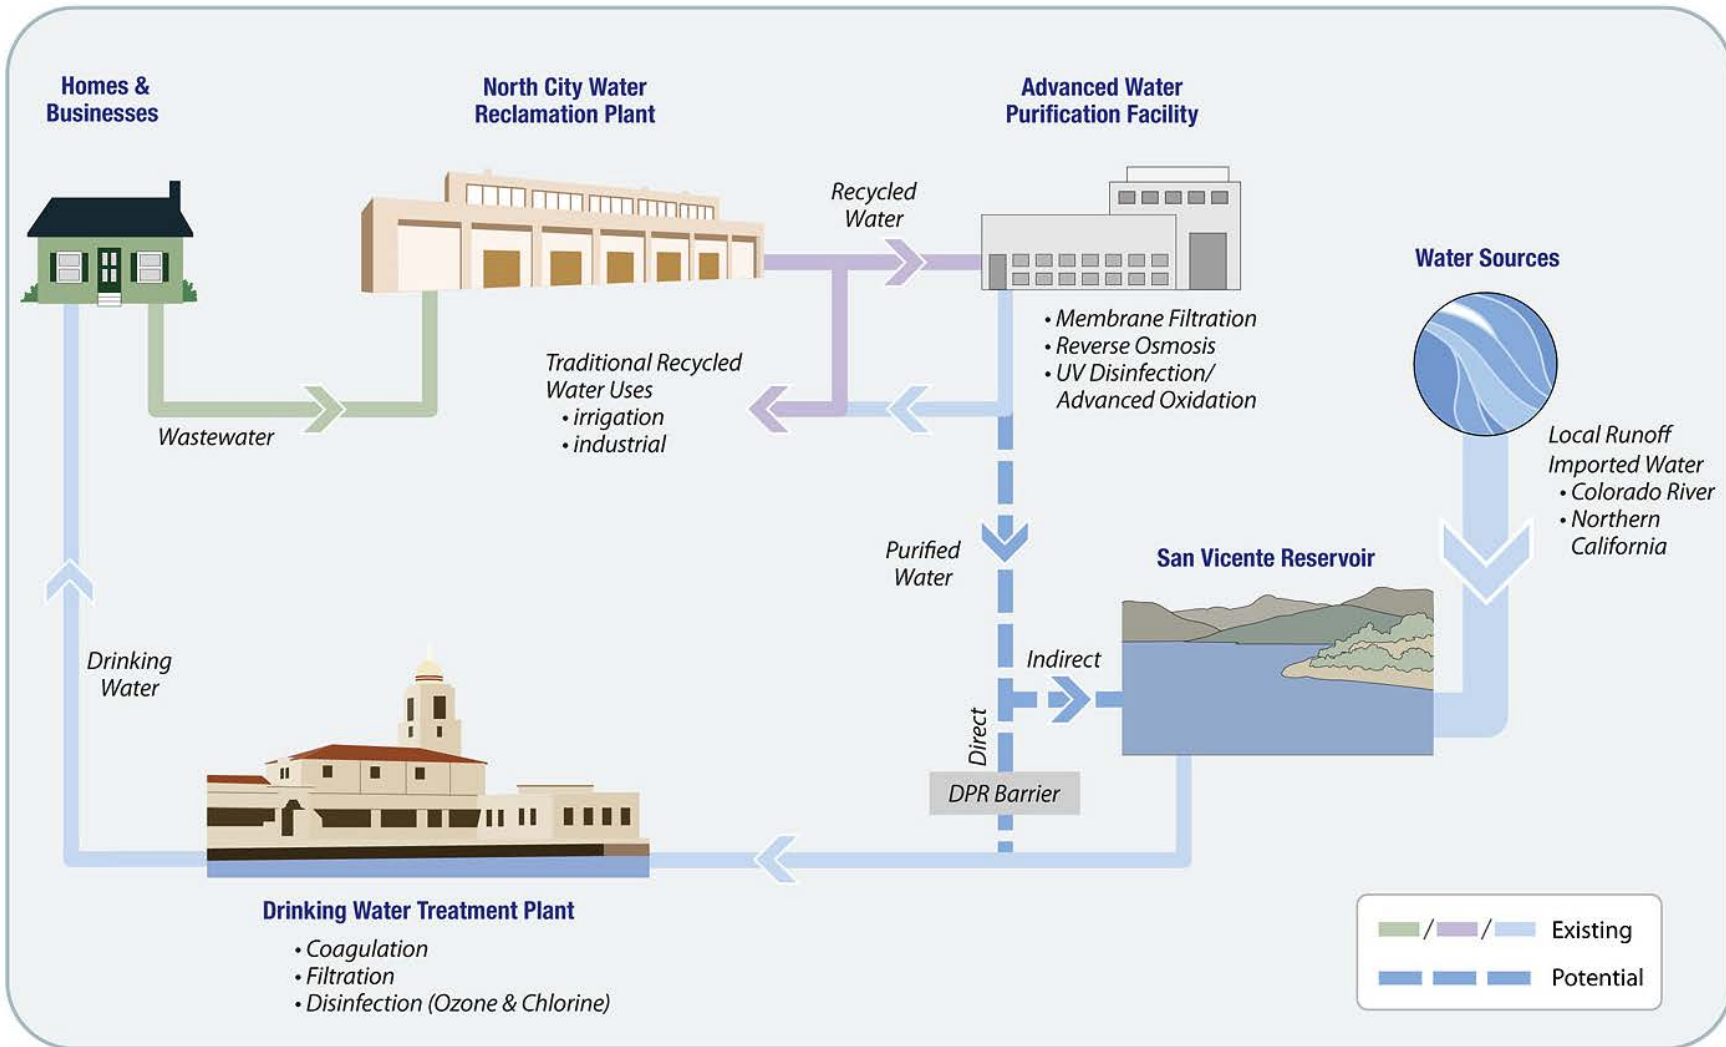 Homes &
Businesses
North City Water
Reclamation Plant
Advanced Water
Purification Facility
Recycled
Water
Water Sources
• Membrane Filtration
• Reverse Osmosis
• UV Disinfection/
Advanced Oxidation
Traditional Recycled
Water Uses
• irrigation
• industrial
Wastewater
Local Runoff
Imported Water
• Colorado River
• Northern
California
Purified
Water
San Vicente Reservoir
Drinking
Water
Indirect
Direct
DPR Barrier
Drinking Water Treatment Plant
• Coagulation
• Filtration
• Disinfection (Ozone & Chlorine)
/ / Existing
Potential